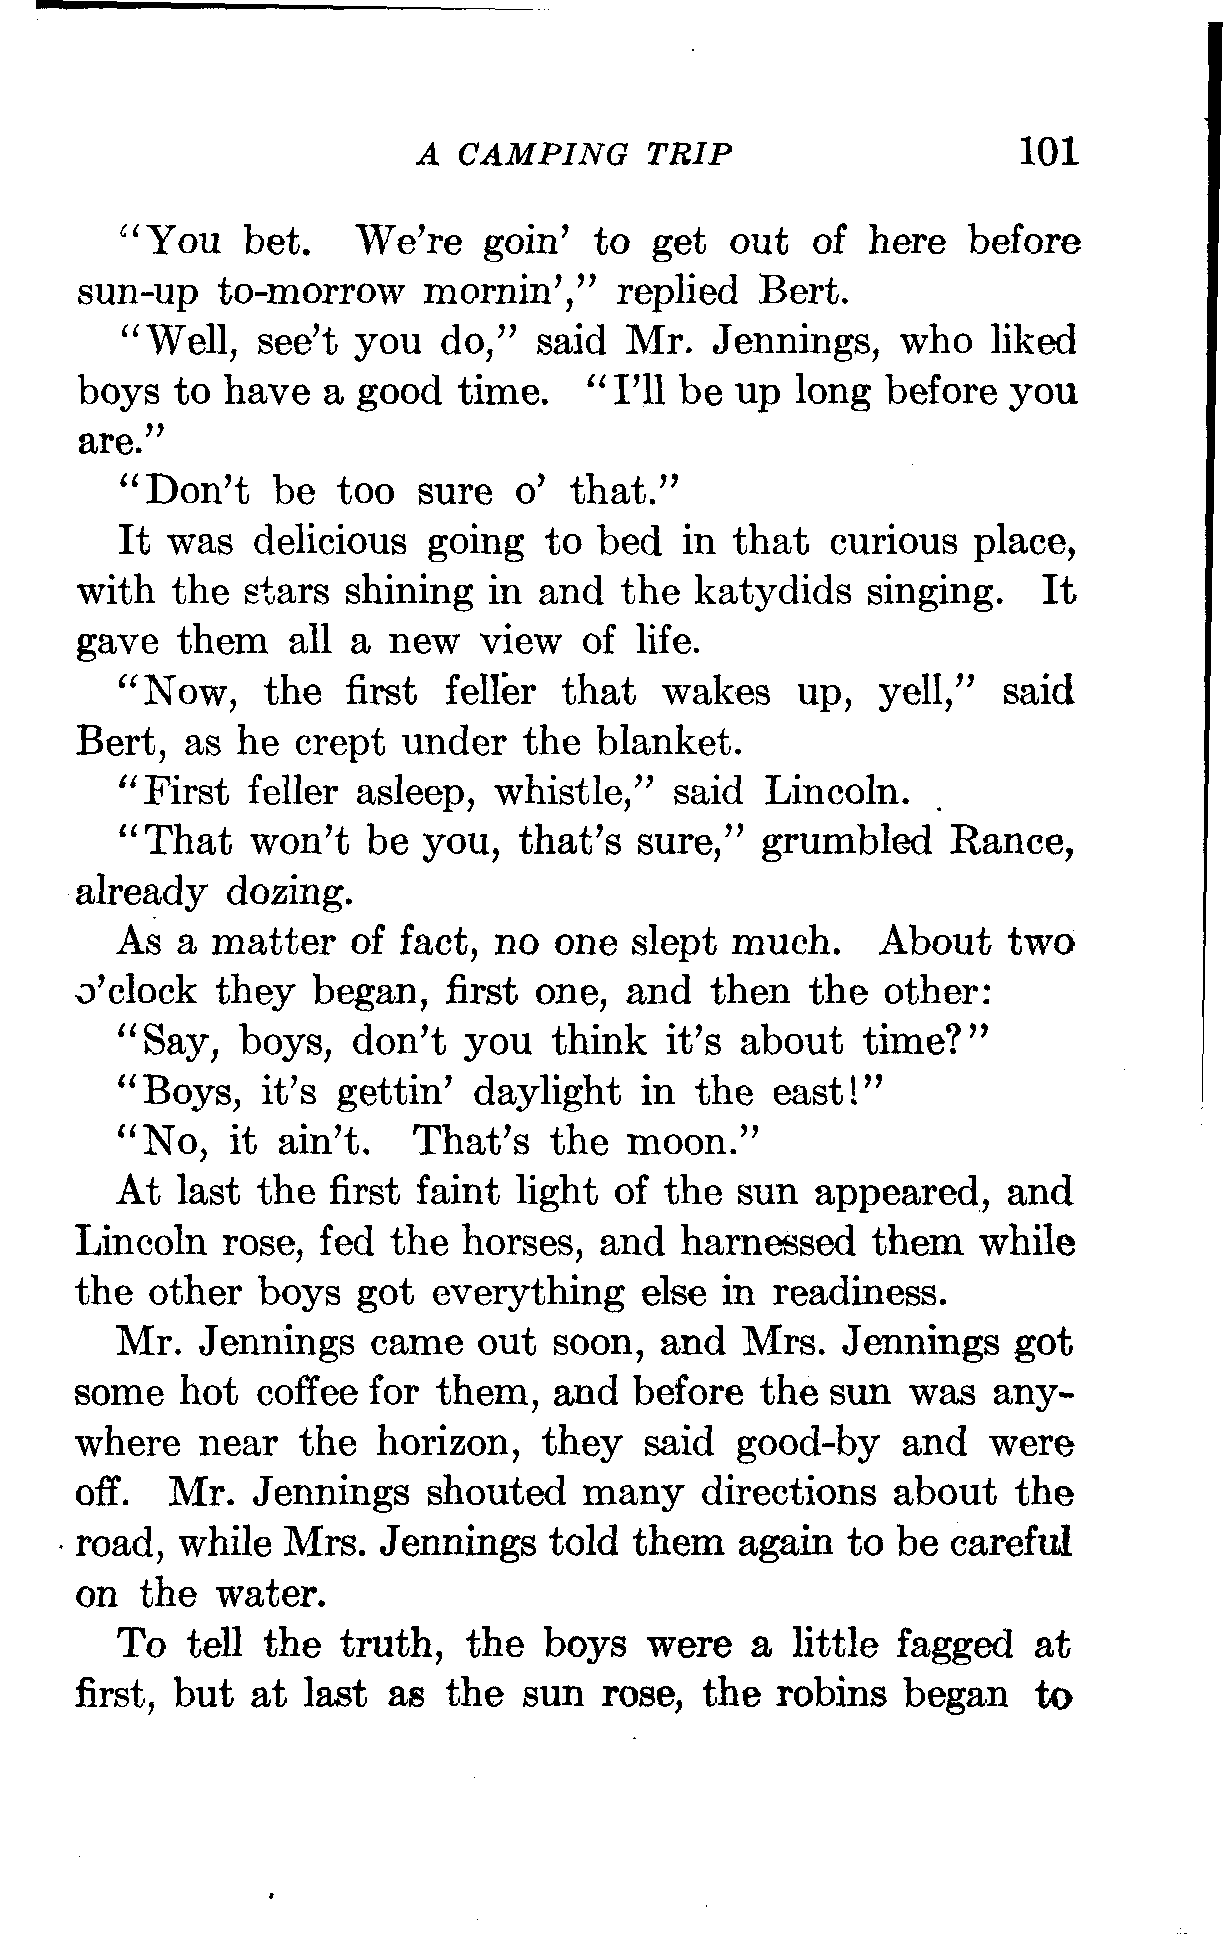 A CAMPING TRIP 101
“You bet. We’re goin’ to get out of here before
sun-up to-morrow mornin’,” replied Bert.
“Well, see’t you do,” said Mr. Jennings, who liked
boys to have a good time. “I’ll be up long before you
are.”
“Don’t be too sure o’ that.”
It was delicious going to bed in that curious place,
with the stars shining in and the katydids singing. It
gave them all a new view of life.
“Now, the first feller that wakes up, yell,” said
Bert, as he crept under the blanket.
“First feller asleep, whistle,” said Lincoln.
“That won’t be you, that’s sure,” grumbled Rance,
already dozing.
As a matter of fact, no one slept much. About two
o’clock they began, first one, and then the other:
“Say, boys, don’t you think it’s about time?”
“Boys, it’s gettin’ daylight in the east!”
“No, it ain’t. That’s the moon.”
At last the first faint light of the sun appeared, and
Lincoln rose, fed the horses, and harnessed them while
the other boys got everything else in readiness.
Mr. Jennings came out soon, and Mrs. Jennings got
some hot coffee for them, and before the sun was any-
where near the horizon, they said good-by and were
off. Mr. Jennings shouted many directions about the
road, while Mrs. Jennings told them again to be careful
on the water.
To tell the truth, the boys were a little fagged at
first, but at last as the sun rose, the robins began to